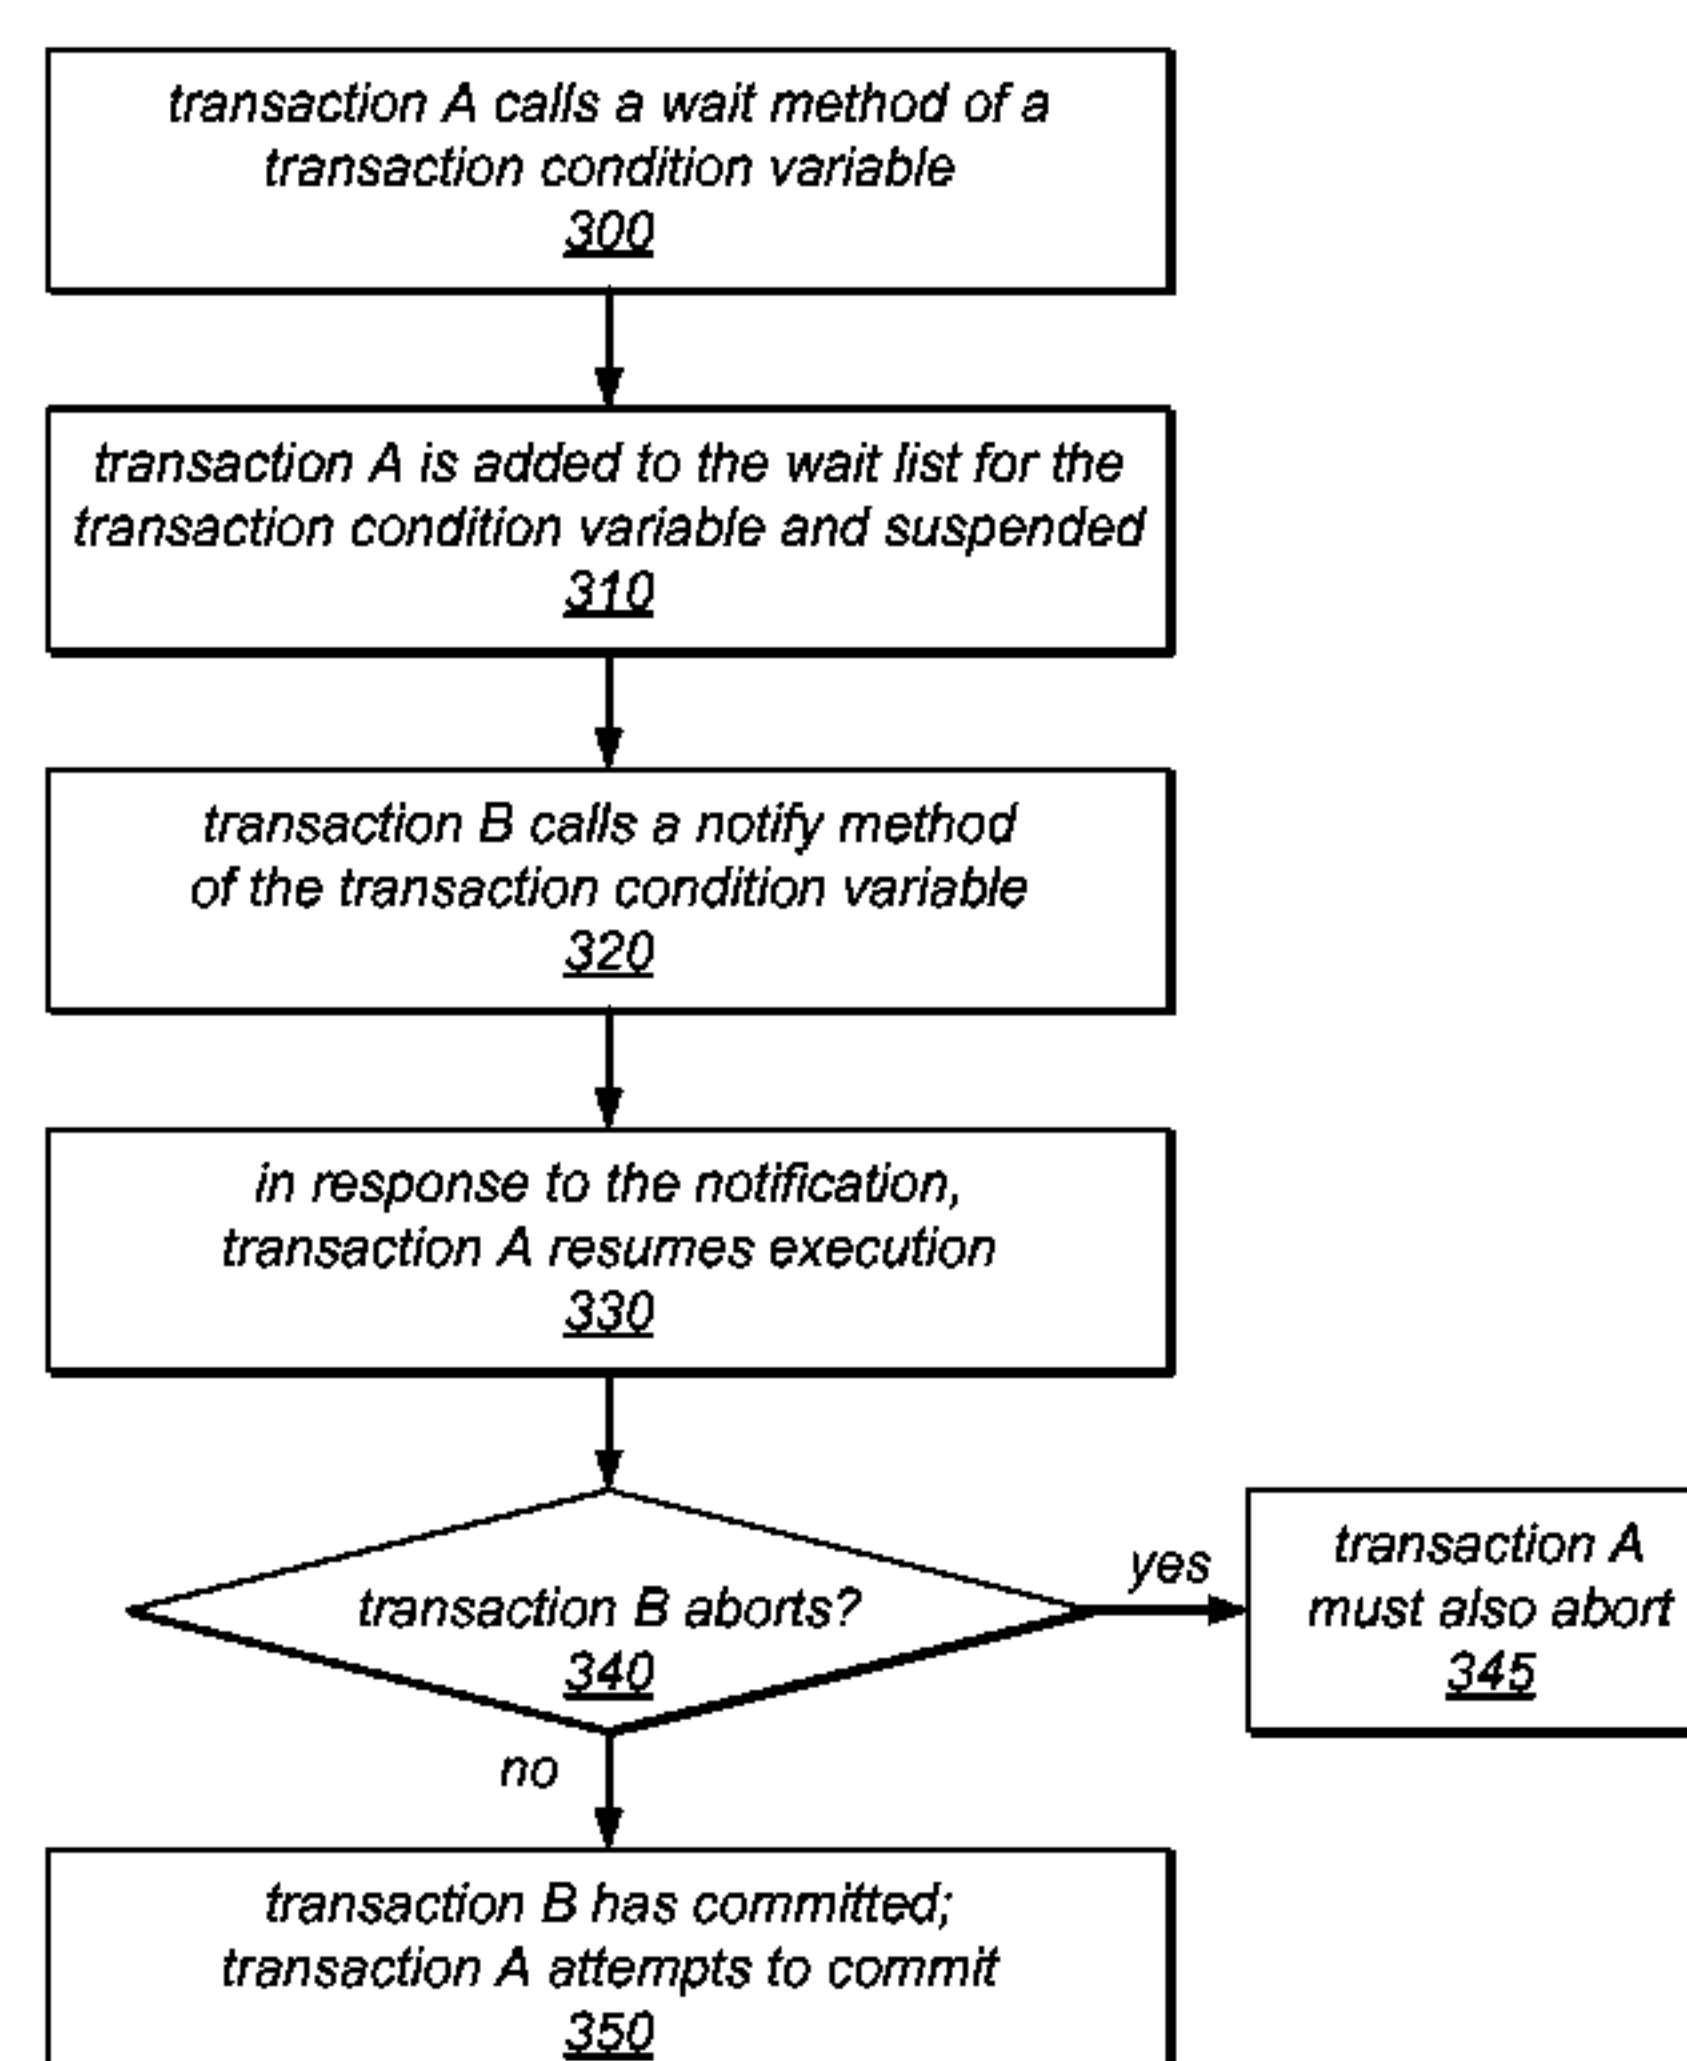 transaction A calls a wait method of a
transaction condition variable
300
transaction A is added to the wait list for the
transaction condition variable and suspended
310
transaction B calls a notify method
of the transaction condition variable
320
in response to the notification,
transaction A resumes execution
330
transaction B aborts?
340
yes
transaction A
must also abort
345
no
transaction B has committed;
transaction A attempts to commit
350